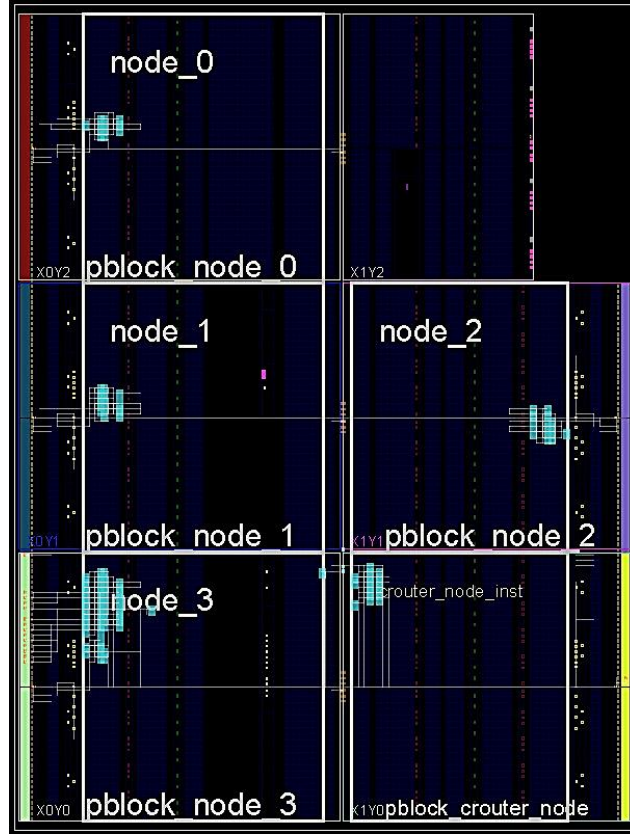 node_0
pblock_node_0
X0Y2
X1Y2
node_1
node_2
X0Y1
pblock_node_1
X1Y1
pblock_node_2
node_3
crouter_node_inst
X0Y0
pblock_node_3
X1Y0
pblock_crouter_node